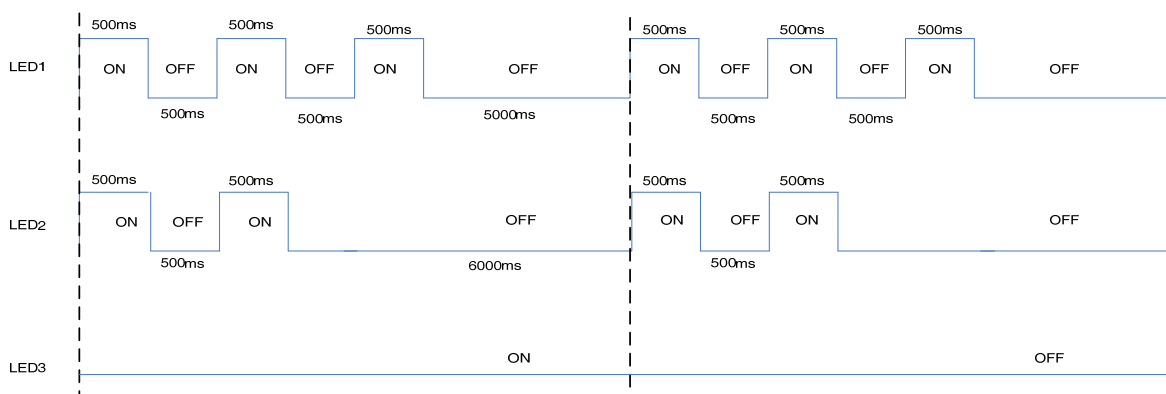 500ms 500ms 500ms 500ms 500ms 500ms
LED1 ON OFF ON OFF ON OFF ON OFF ON OFF ON OFF
500ms 500ms 5000ms 500ms 500ms
500ms 500ms 500ms 500ms
LED2 ON OFF ON OFF ON OFF ON OFF
500ms 6000ms 500ms
LED3 ON OFF